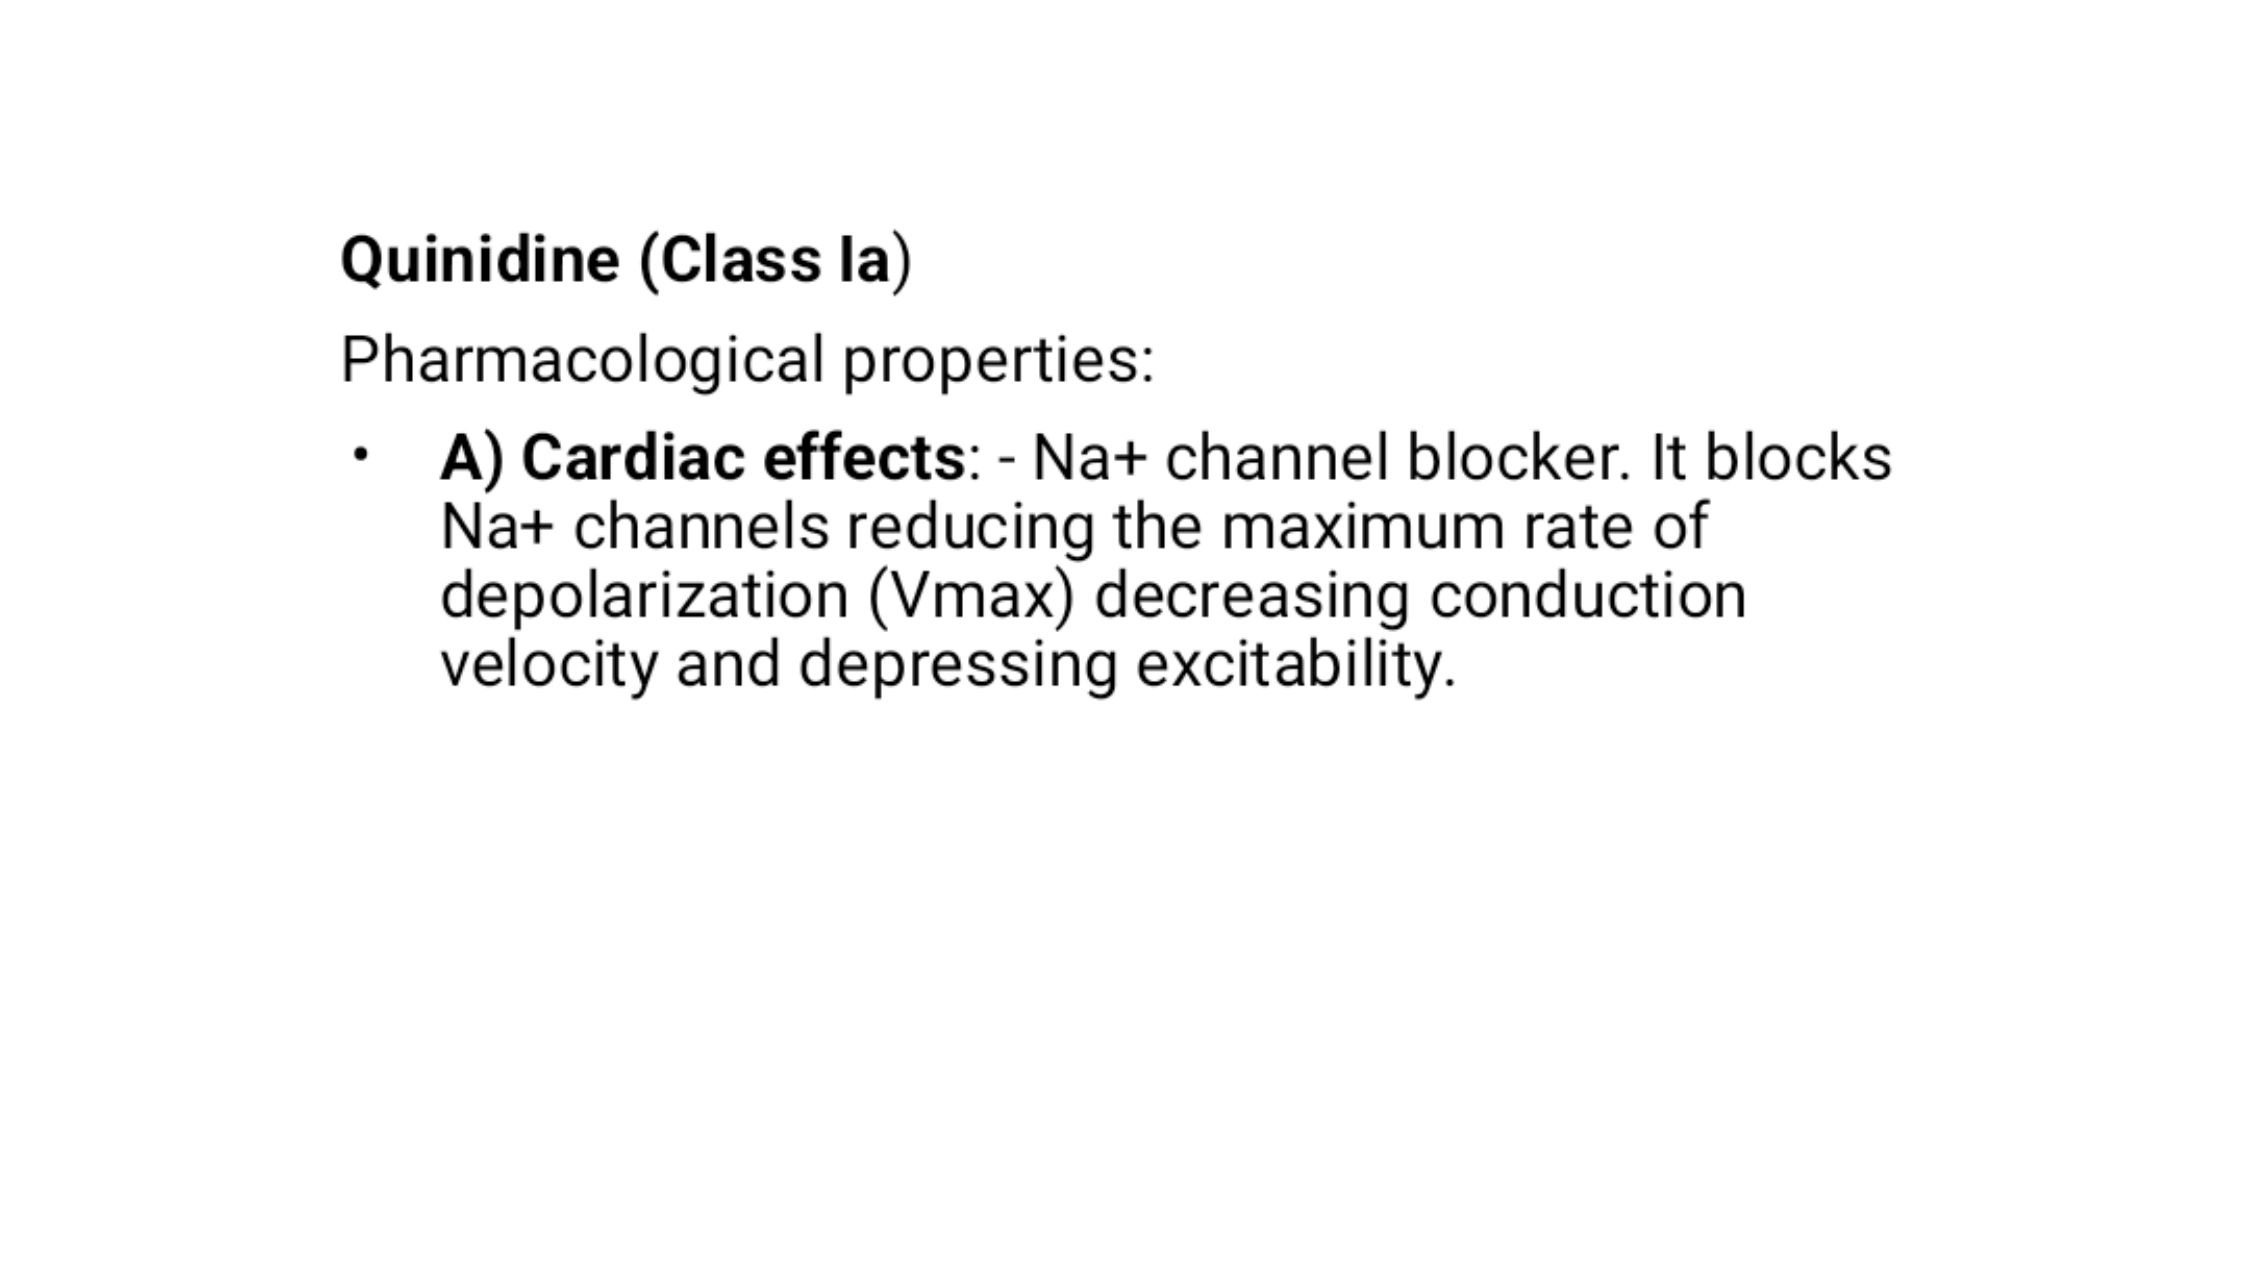 Quinidine (Class Ia)
Pharmacological properties:
• A) Cardiac effects: - Na+ channel blocker. It blocks
Na+ channels reducing the maximum rate of
depolarization (Vmax) decreasing conduction
velocity and depressing excitability.